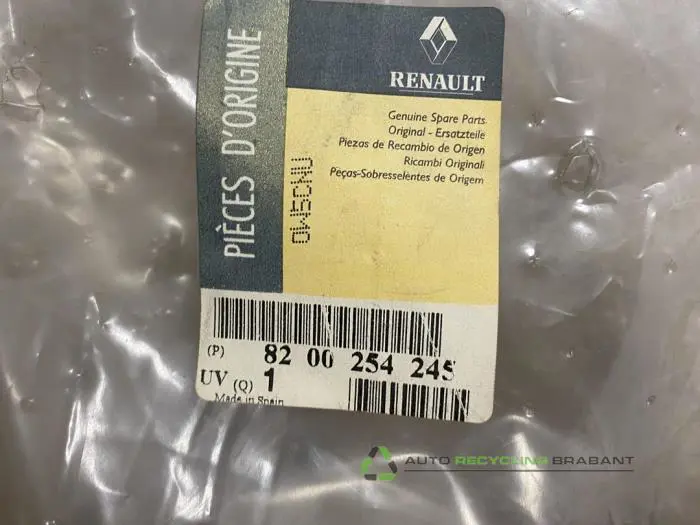 PIÈCES D'ORIGINE
RENAULT
Genuine Spare Parts
Original - Ersatzteile
Piezas de Recambio de Origen
Ricambi Originali
Peças-Sobresselentes de Origem
(P) 82 00 254 245
UV (Q) 1
Made in Spain
AUTO RECYCLING BRABANT